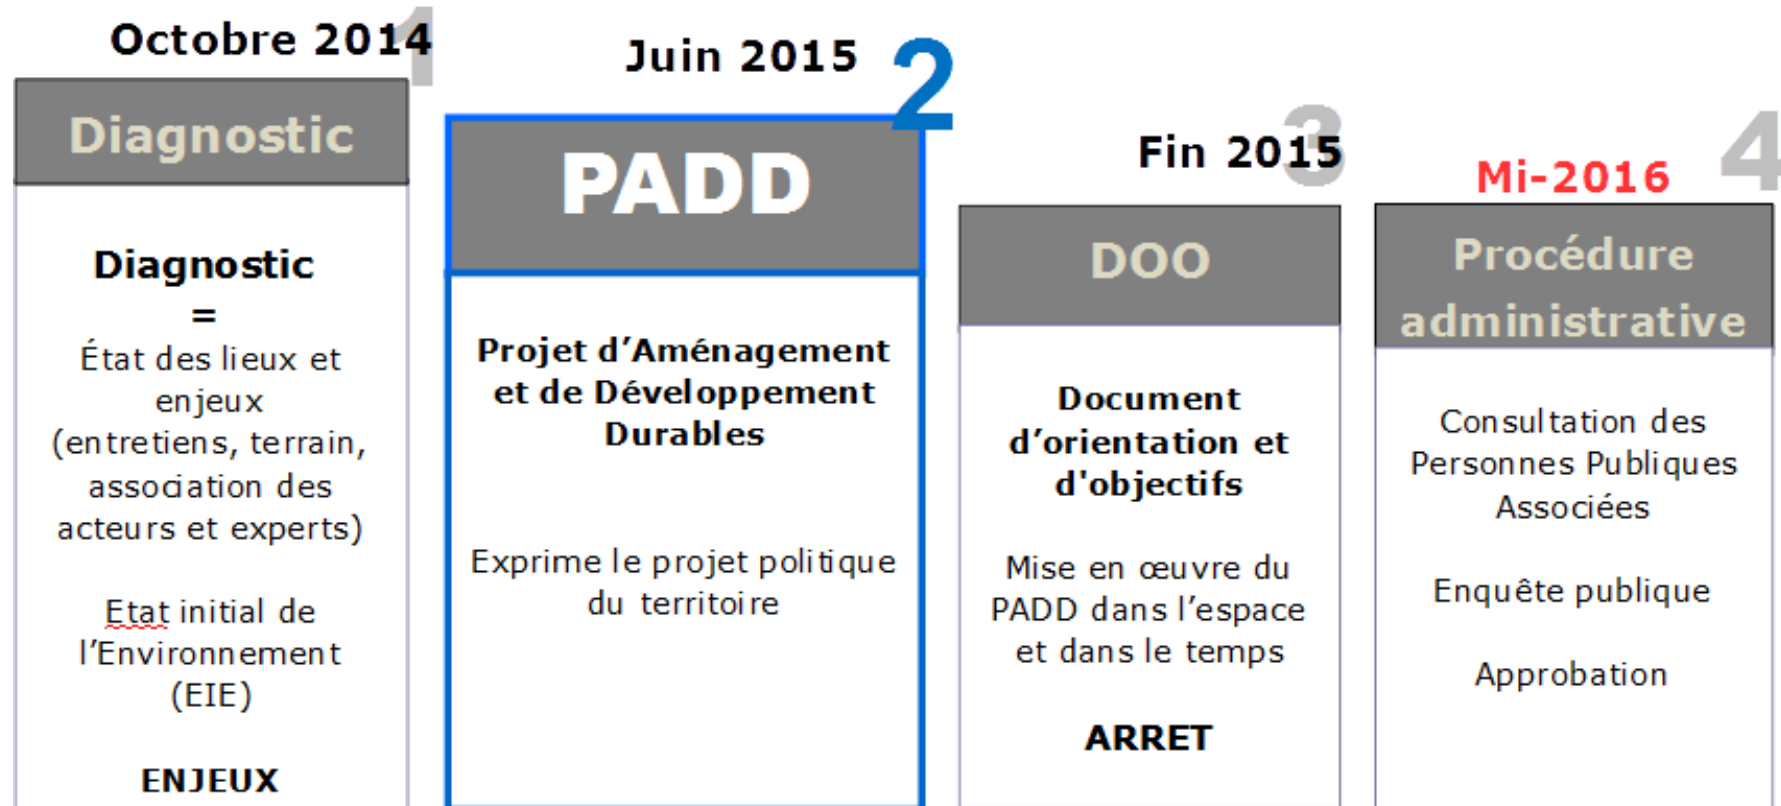 Octobre 2014
1
Diagnostic
Diagnostic
=
État des lieux et
enjeux
(entretiens, terrain,
association des
acteurs et experts)
Etat initial de
l’Environnement
(EIE)
ENJEUX
Juin 2015
2
PADD
Projet d’Aménagement
et de Développement
Durables
Exprime le projet politique
du territoire
Fin 2015
3
DOO
Document
d’orientation et
d'objectifs
Mise en œuvre du
PADD dans l’espace
et dans le temps
ARRET
Mi-2016
4
Procédure
administrative
Consultation des
Personnes Publiques
Associées
Enquête publique
Approbation